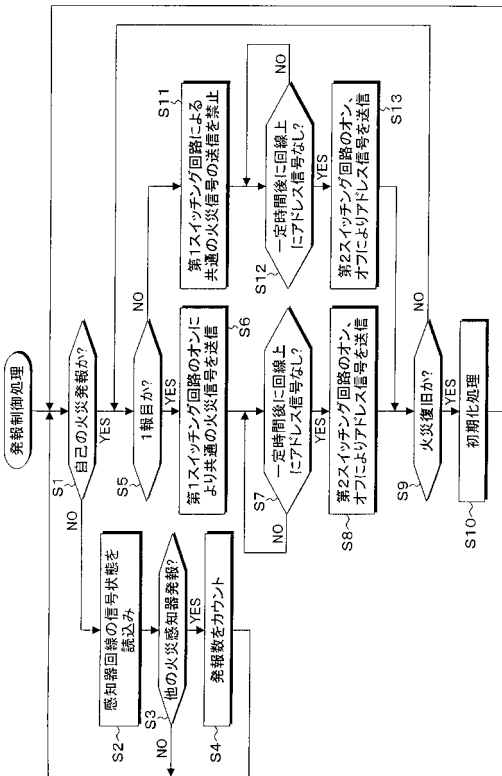 発報制御処理
S1
自己の火災発報か?
NO
YES
S2
感知器回線の信号状態を
読込み
S3
他の火災感知器発報?
NO
YES
S4
発報数をカウント
S5
1報目か?
NO
YES
S6
第1スイッチング回路のオンに
より共通の火災信号を送信
S7
一定時間後に回線上
にアドレス信号なし?
NO
YES
S8
第2スイッチング回路のオン、
オフによりアドレス信号を送信
S11
第1スイッチング回路による
共通の火災信号の送信を禁止
S12
一定時間後に回線上
にアドレス信号なし?
NO
YES
S13
第2スイッチング回路のオン、
オフによりアドレス信号を送信
S9
火災復旧か?
NO
YES
S10
初期化処理